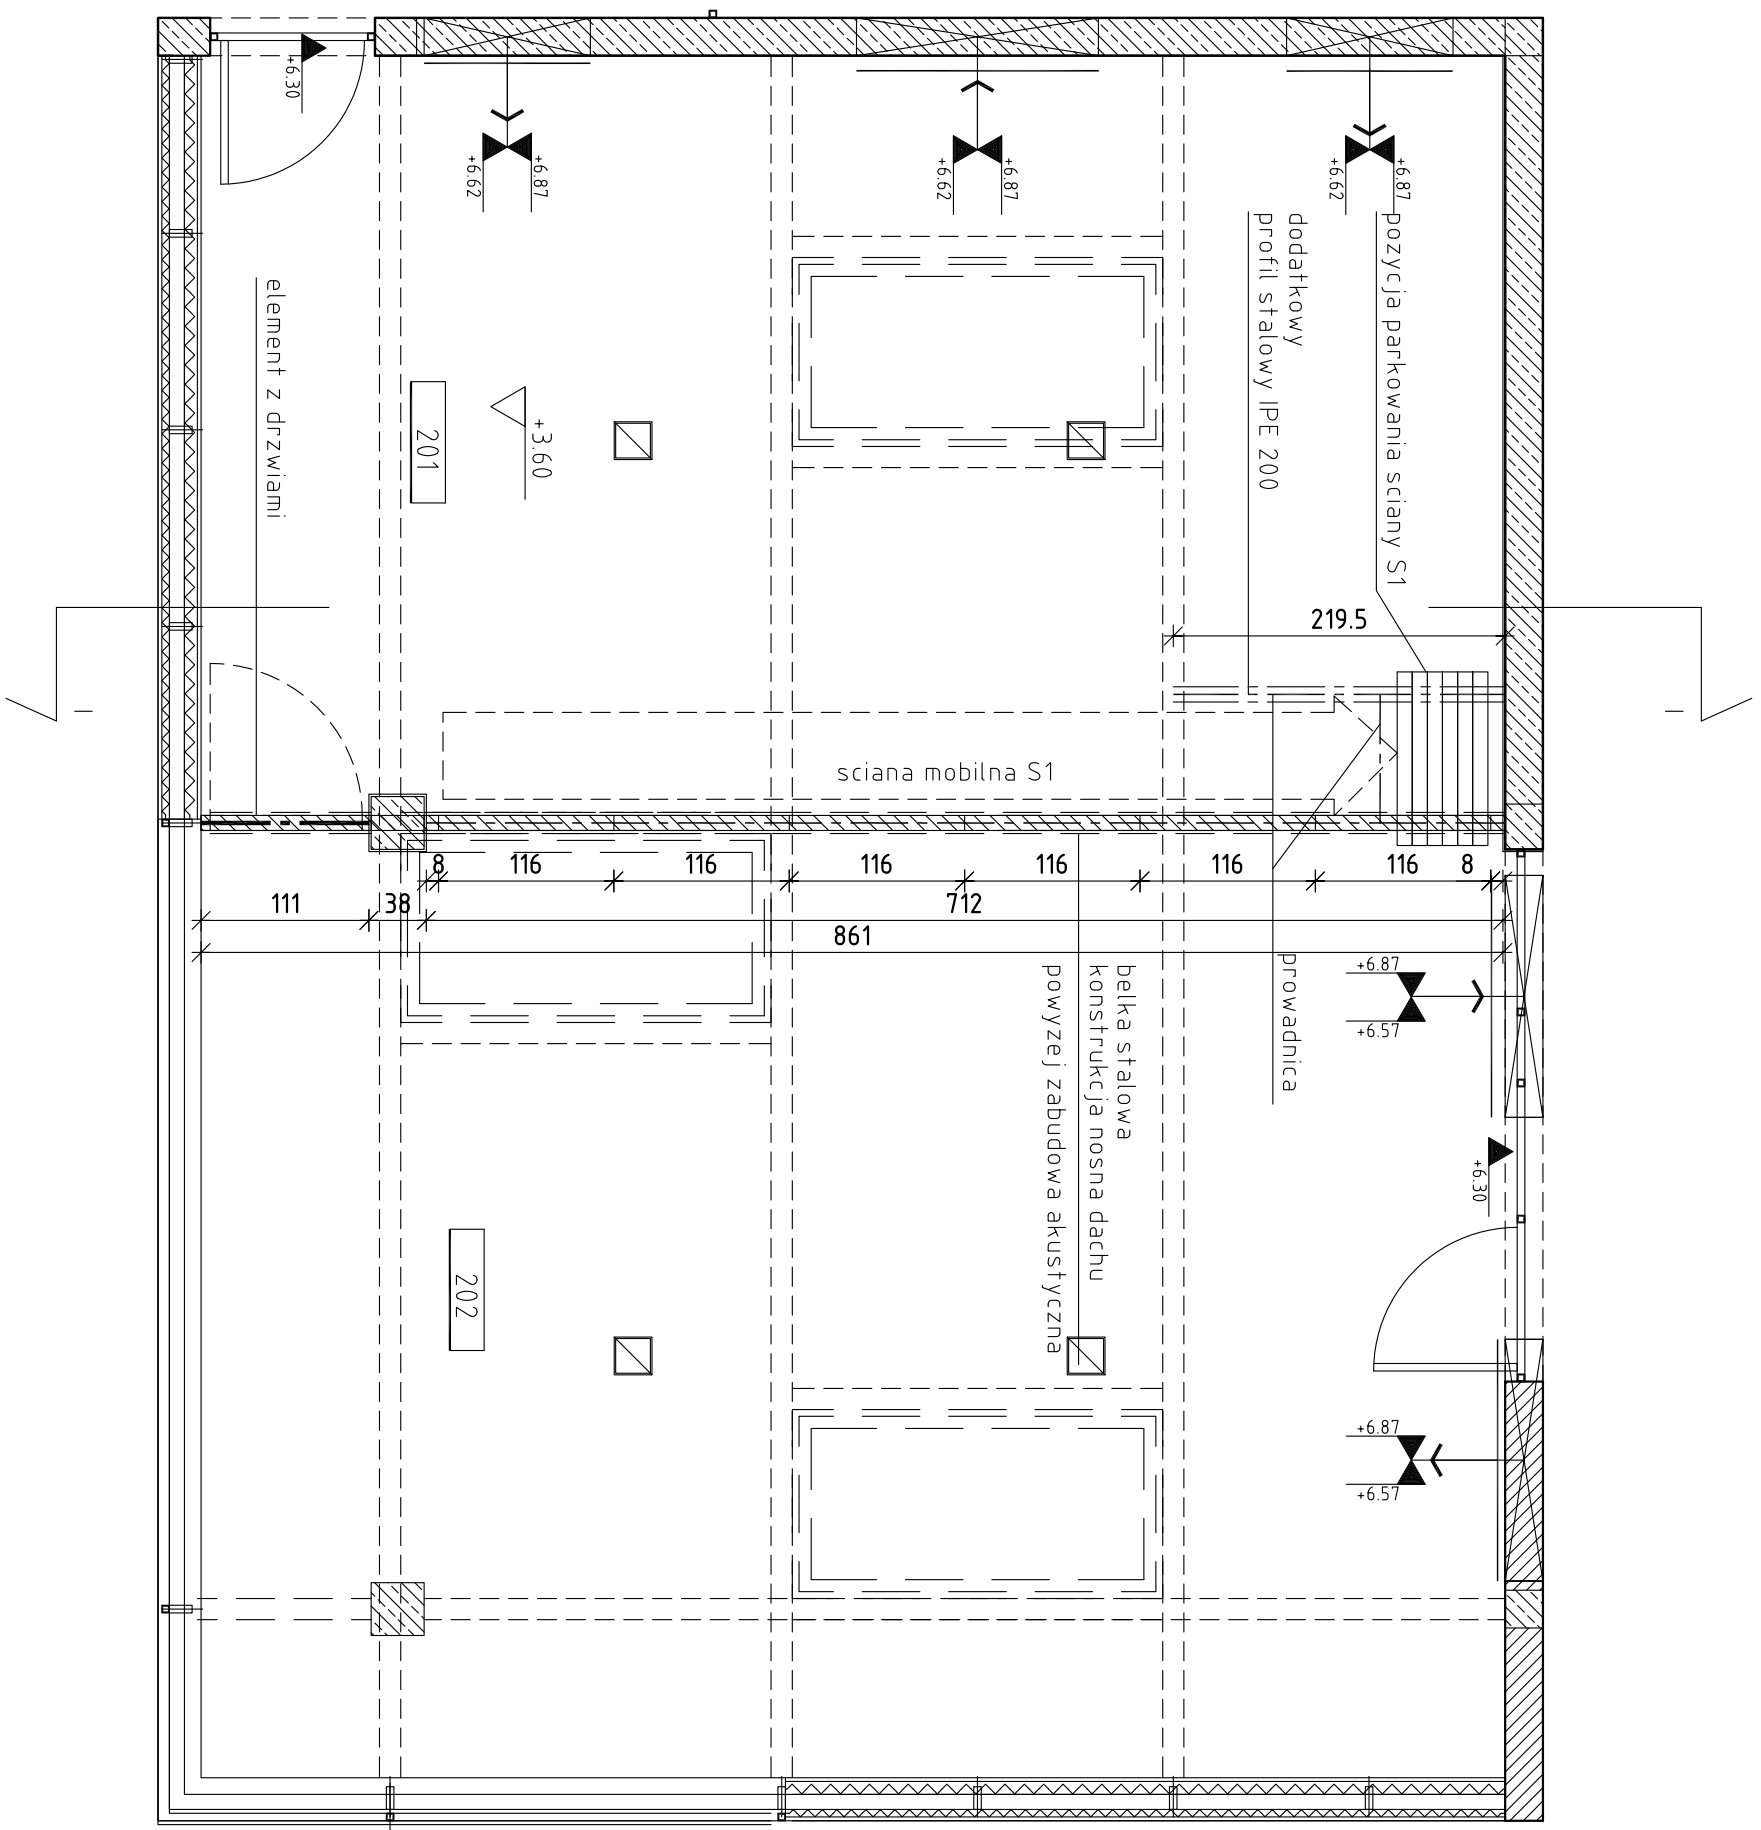 +6.30
+6.62
+6.87
+6.62
+6.87
+6.62
+6.87
pozycja parkowania sciany S1
dodatkowy
profil stalowy IPE 200
element z drzwiami
201
+3.60
219.5
I
I
sciana mobilna S1
8
116
116
116
116
116
116
8
111
38
712
861
prowadnica
belka stalowa
konstrukcja nosna dachu
powyzej zabudowa akustyczna
+6.87
+6.57
+6.30
202
+6.87
+6.57